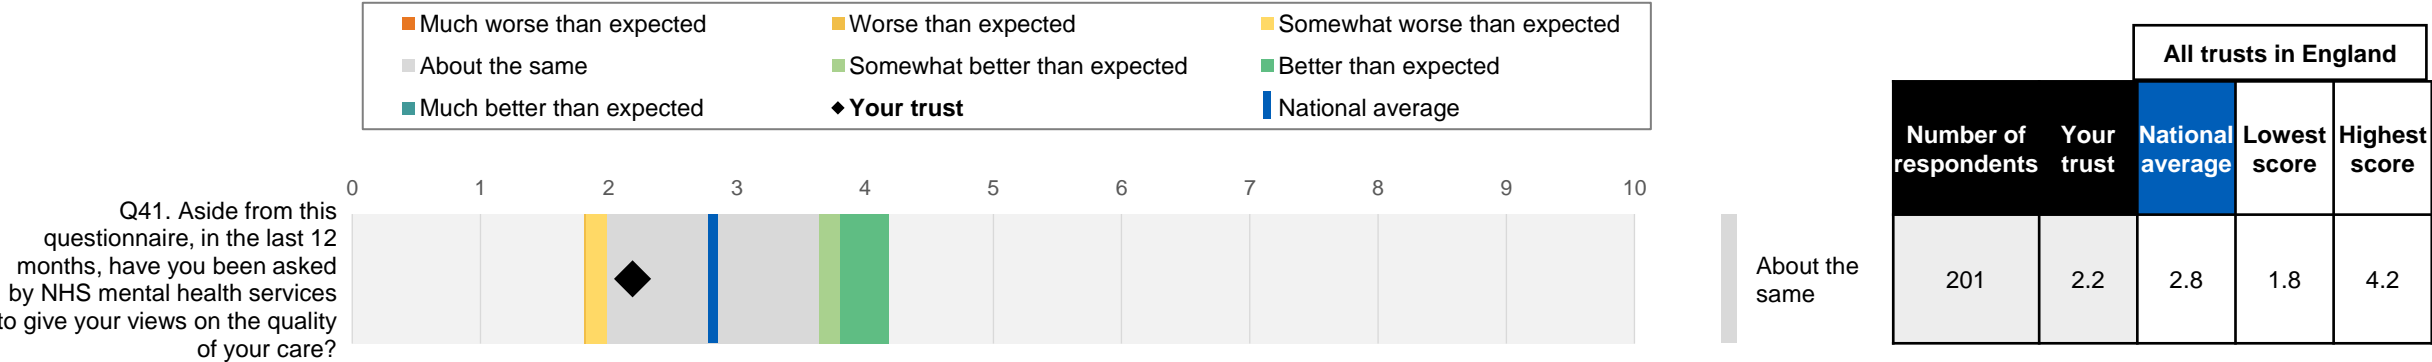 Much worse than expected
Worse than expected
Somewhat worse than expected
About the same
Somewhat better than expected
Better than expected
Much better than expected
Your trust
National average
All trusts in England
Number of
respondents
Your
trust
National
average
Lowest
score
Highest
score
0 1 2 3 4 5 6 7 8 9 10
Q41. Aside from this
questionnaire, in the last 12
months, have you been asked
by NHS mental health services
to give your views on the quality
of your care?
About the
same
201 2.2 2.8 1.8 4.2